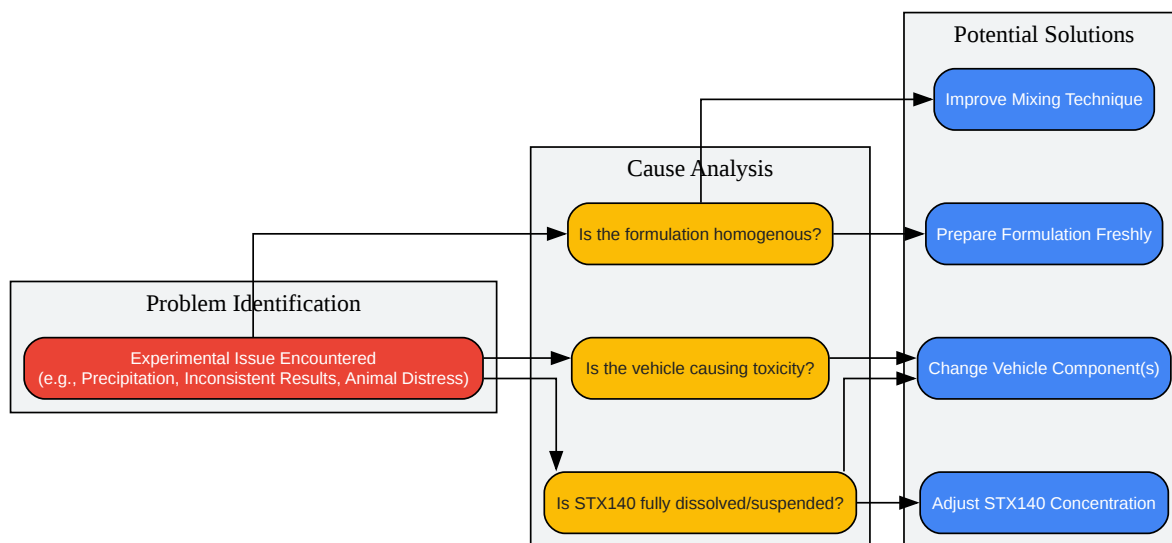 Potential Solutions
Improve Mixing Technique
Cause Analysis
Is the formulation homogenous?
Prepare Formulation Freshly
Problem Identification
Experimental Issue Encountered
(e.g., Precipitation, Inconsistent Results, Animal Distress)
Is the vehicle causing toxicity?
Change Vehicle Component(s)
Is STX140 fully dissolved/suspended?
Adjust STX140 Concentration